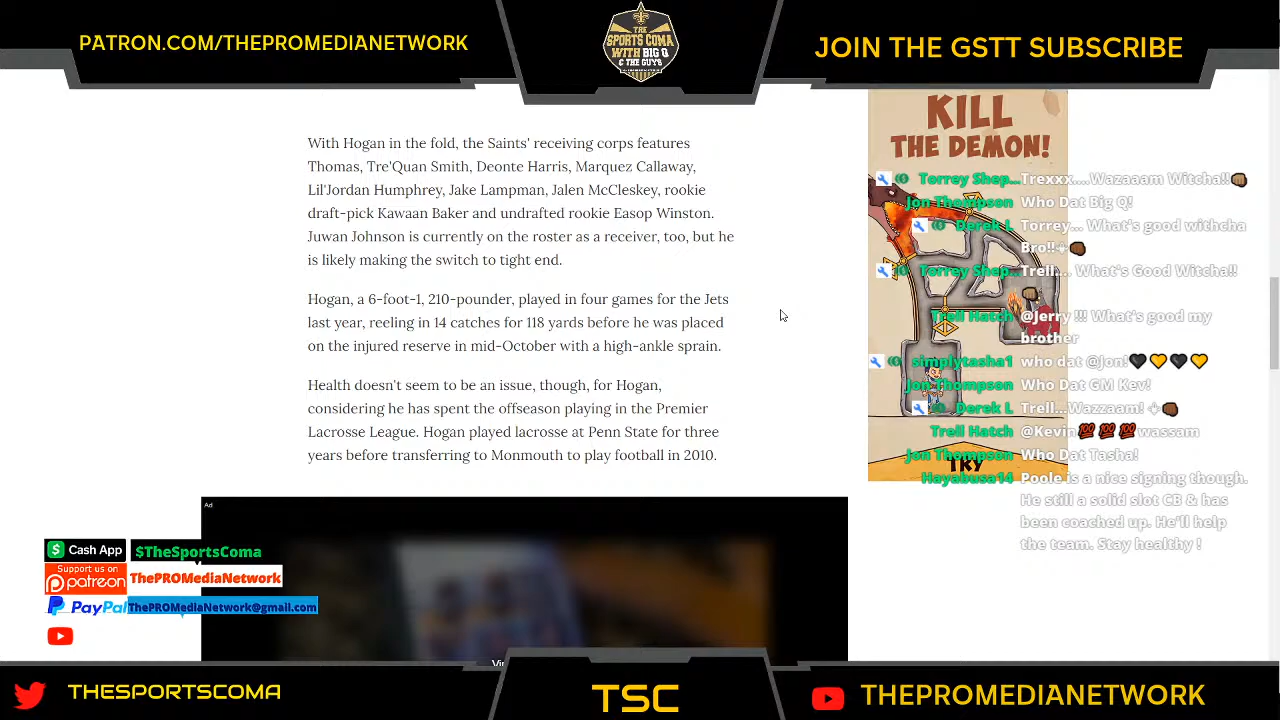 PATRON.COM/THEPROMEDIANETWORK
THE
SPORTS COMA
WITH BIG Q
& THE GUYS
JOIN THE GSTT SUBSCRIBE
With Hogan in the fold, the Saints' receiving corps features
Thomas, Tre'Quan Smith, Deonte Harris, Marquez Callaway,
Lil'Jordan Humphrey, Jake Lampman, Jalen McCleskey, rookie
draft-pick Kawaan Baker and undrafted rookie Easop Winston.
Juwan Johnson is currently on the roster as a receiver, too, but he
is likely making the switch to tight end.
Hogan, a 6-foot-1, 210-pounder, played in four games for the Jets
last year, reeling in 14 catches for 118 yards before he was placed
on the injured reserve in mid-October with a high-ankle sprain.
Health doesn't seem to be an issue, though, for Hogan,
considering he has spent the offseason playing in the Premier
Lacrosse League. Hogan played lacrosse at Penn State for three
years before transferring to Monmouth to play football in 2010.
KILL
THE DEMON!
TRY
Torrey Shep... Trexxx....Wazaaam Witcha!!👊🏾
Jon Thompson Who Dat Big Q!
Derek L Torrey... What's good witcha
Bro!!⚜👊🏾
Torrey Shep... Trell.... What's Good Witcha!!
👊🏾
Trell Hatch @Jerry !!! What's good my
brother
simplytasha1 who dat @Jon!🖤💛🖤💛
Jon Thompson Who Dat GM Kev!
Derek L Trell...Wazzaam! ⚜👊🏾
Trell Hatch @Kevin💯💯💯wassam
Jon Thompson Who Dat Tasha!
Hayabusa14 Poole is a nice signing though.
He still a solid slot CB & has
been coached up. He'll help
the team. Stay healthy !
Ad
Cash App $TheSportsComa
Support us on
patreon ThePROMediaNetwork
PayPal ThePROMediaNetwork@gmail.com
THESPORTSCOMA
TSC
THEPROMEDIANETWORK